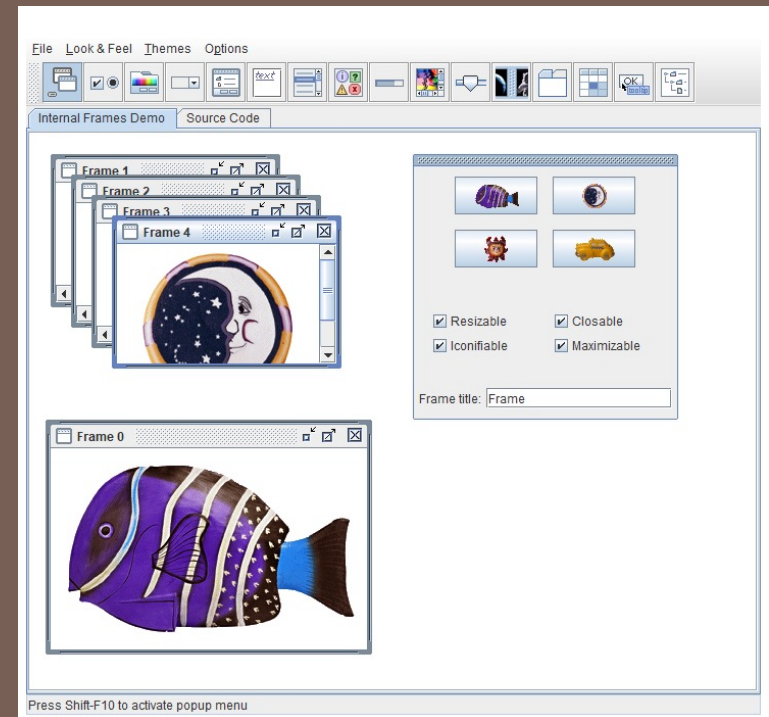 File Look & Feel Themes Options
text
OK
tooltip
Internal Frames Demo Source Code
Frame 1
Frame 2
Frame 3
Frame 4
Resizable Closable
Iconifiable Maximizable
Frame title: Frame
Frame 0
Press Shift-F10 to activate popup menu